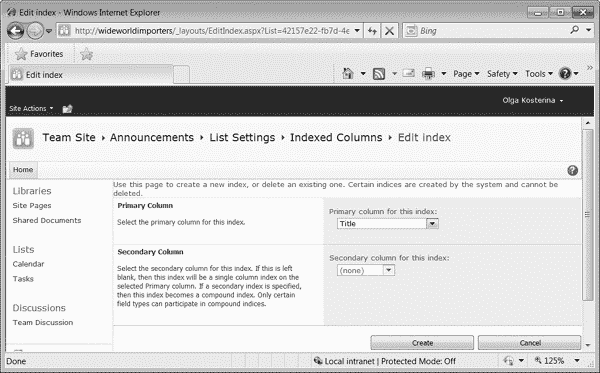 Edit index - Windows Internet Explorer
http://wideworldimporters/_layouts/EditIndex.aspx?List=42157e22-fb7d-4e
Bing
Favorites
Edit index
Page
Safety
Tools
Olga Kosterina
Site Actions
Team Site ▸ Announcements ▸ List Settings ▸ Indexed Columns ▸ Edit index
Home
Libraries
Site Pages
Shared Documents
Lists
Calendar
Tasks
Discussions
Team Discussion
Use this page to create a new index, or delete an existing one. Certain indices are created by the system and cannot be
deleted.
Primary Column
Select the primary column for this index.
Primary column for this index:
Title
Secondary Column
Select the secondary column for this index. If this is left
blank, then this index will be a single column index on the
selected Primary column. If a secondary index is specified,
then this index becomes a compound index. Only certain
field types can participate in compound indices.
Secondary column for this index:
(none)
Create
Cancel
Done
Local intranet | Protected Mode: Off
125%